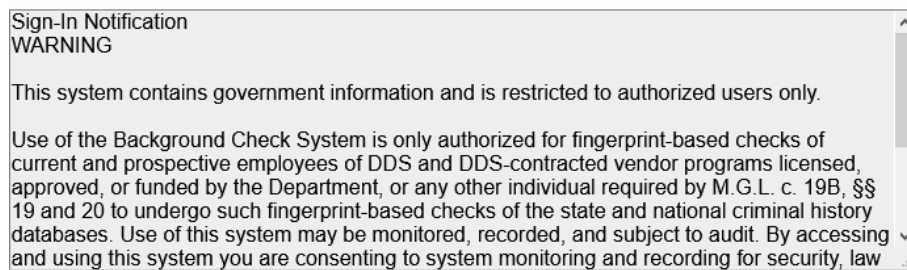 Sign-In Notification
WARNING
This system contains government information and is restricted to authorized users only.
Use of the Background Check System is only authorized for fingerprint-based checks of
current and prospective employees of DDS and DDS-contracted vendor programs licensed,
approved, or funded by the Department, or any other individual required by M.G.L. c. 19B, §§
19 and 20 to undergo such fingerprint-based checks of the state and national criminal history
databases. Use of this system may be monitored, recorded, and subject to audit. By accessing
and using this system you are consenting to system monitoring and recording for security, law